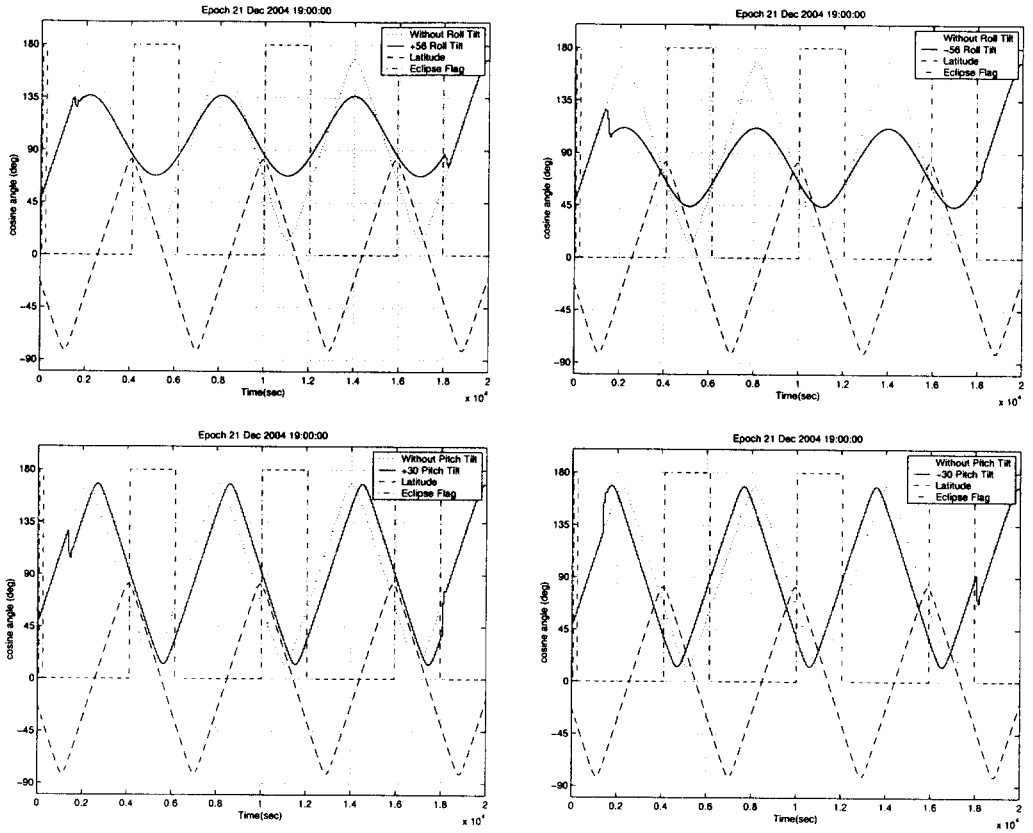 Epoch 21 Dec 2004 19:00:00
180
135
90
45
0
−45
−90
cosine angle (deg)
Without Roll Tilt
+56 Roll Tilt
Latitude
Eclipse Flag
0 0.2 0.4 0.6 0.8 1 1.2 1.4 1.6 1.8 2
Time(sec)
x 10^4
Epoch 21 Dec 2004 19:00:00
180
135
90
45
0
−45
−90
cosine angle (deg)
Without Roll Tilt
−56 Roll Tilt
Latitude
Eclipse Flag
0 0.2 0.4 0.6 0.8 1 1.2 1.4 1.6 1.8 2
Time(sec)
x 10^4
Epoch 21 Dec 2004 19:00:00
180
135
90
45
0
−45
−90
cosine angle (deg)
Without Pitch Tilt
+30 Pitch Tilt
Latitude
Eclipse Flag
0 0.2 0.4 0.6 0.8 1 1.2 1.4 1.6 1.8 2
Time(sec)
x 10^4
Epoch 21 Dec 2004 19:00:00
180
135
90
45
0
−45
−90
cosine angle (deg)
Without Pitch Tilt
−30 Pitch Tilt
Latitude
Eclipse Flag
0 0.2 0.4 0.6 0.8 1 1.2 1.4 1.6 1.8 2
Time(sec)
x 10^4